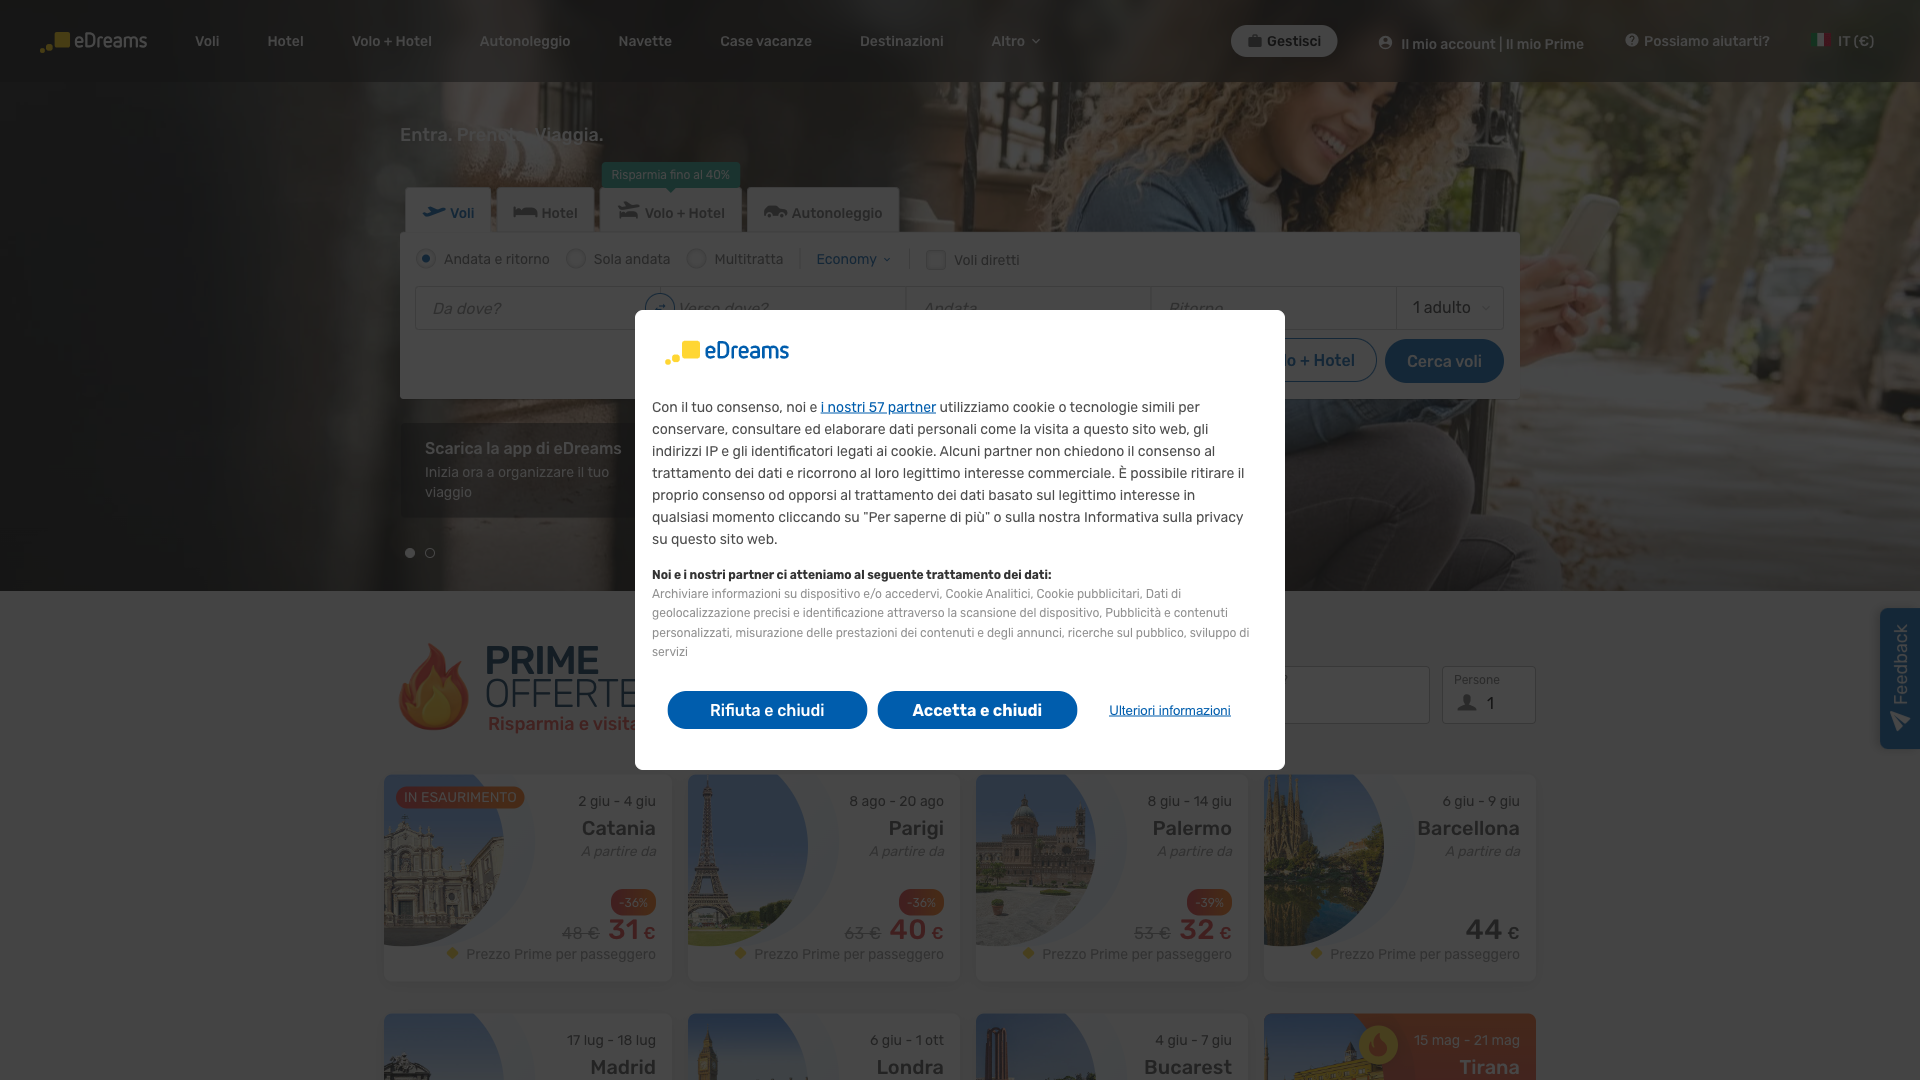 eDreams
Voli
Hotel
Volo + Hotel
Autonoleggio
Navette
Case vacanze
Destinazioni
Altro
Gestisci
Il mio account | Il mio Prime
Possiamo aiutarti?
IT (€)
Entra. Prenota. Viaggia.
Risparmia fino al 40%
Voli
Hotel
Volo + Hotel
Autonoleggio
Andata e ritorno
Sola andata
Multitratta
Economy
Voli diretti
Da dove?
Verso dove?
Andata
Ritorno
1 adulto
lo + Hotel
Cerca voli
Scarica la app di eDreams
Inizia ora a organizzare il tuo
viaggio
eDreams
Con il tuo consenso, noi e i nostri 57 partner utilizziamo cookie o tecnologie simili per
conservare, consultare ed elaborare dati personali come la visita a questo sito web, gli
indirizzi IP e gli identificatori legati ai cookie. Alcuni partner non chiedono il consenso al
trattamento dei dati e ricorrono al loro legittimo interesse commerciale. È possibile ritirare il
proprio consenso od opporsi al trattamento dei dati basato sul legittimo interesse in
qualsiasi momento cliccando su "Per saperne di più" o sulla nostra Informativa sulla privacy
su questo sito web.
Noi e i nostri partner ci atteniamo al seguente trattamento dei dati:
Archiviare informazioni su dispositivo e/o accedervi, Cookie Analitici, Cookie pubblicitari, Dati di
geolocalizzazione precisi e identificazione attraverso la scansione del dispositivo, Pubblicità e contenuti
personalizzati, misurazione delle prestazioni dei contenuti e degli annunci, ricerche sul pubblico, sviluppo di
servizi
Rifiuta e chiudi
Accetta e chiudi
Ulteriori informazioni
PRIME
OFFERTE
Risparmia e visita
Persone
1
Feedback
IN ESAURIMENTO
2 giu - 4 giu
Catania
A partire da
-36%
48 € 31 €
Prezzo Prime per passeggero
8 ago - 20 ago
Parigi
A partire da
-36%
63 € 40 €
Prezzo Prime per passeggero
8 giu - 14 giu
Palermo
A partire da
-39%
53 € 32 €
Prezzo Prime per passeggero
6 giu - 9 giu
Barcellona
A partire da
44 €
Prezzo Prime per passeggero
17 lug - 18 lug
Madrid
6 giu - 1 ott
Londra
4 giu - 7 giu
Bucarest
15 mag - 21 mag
Tirana